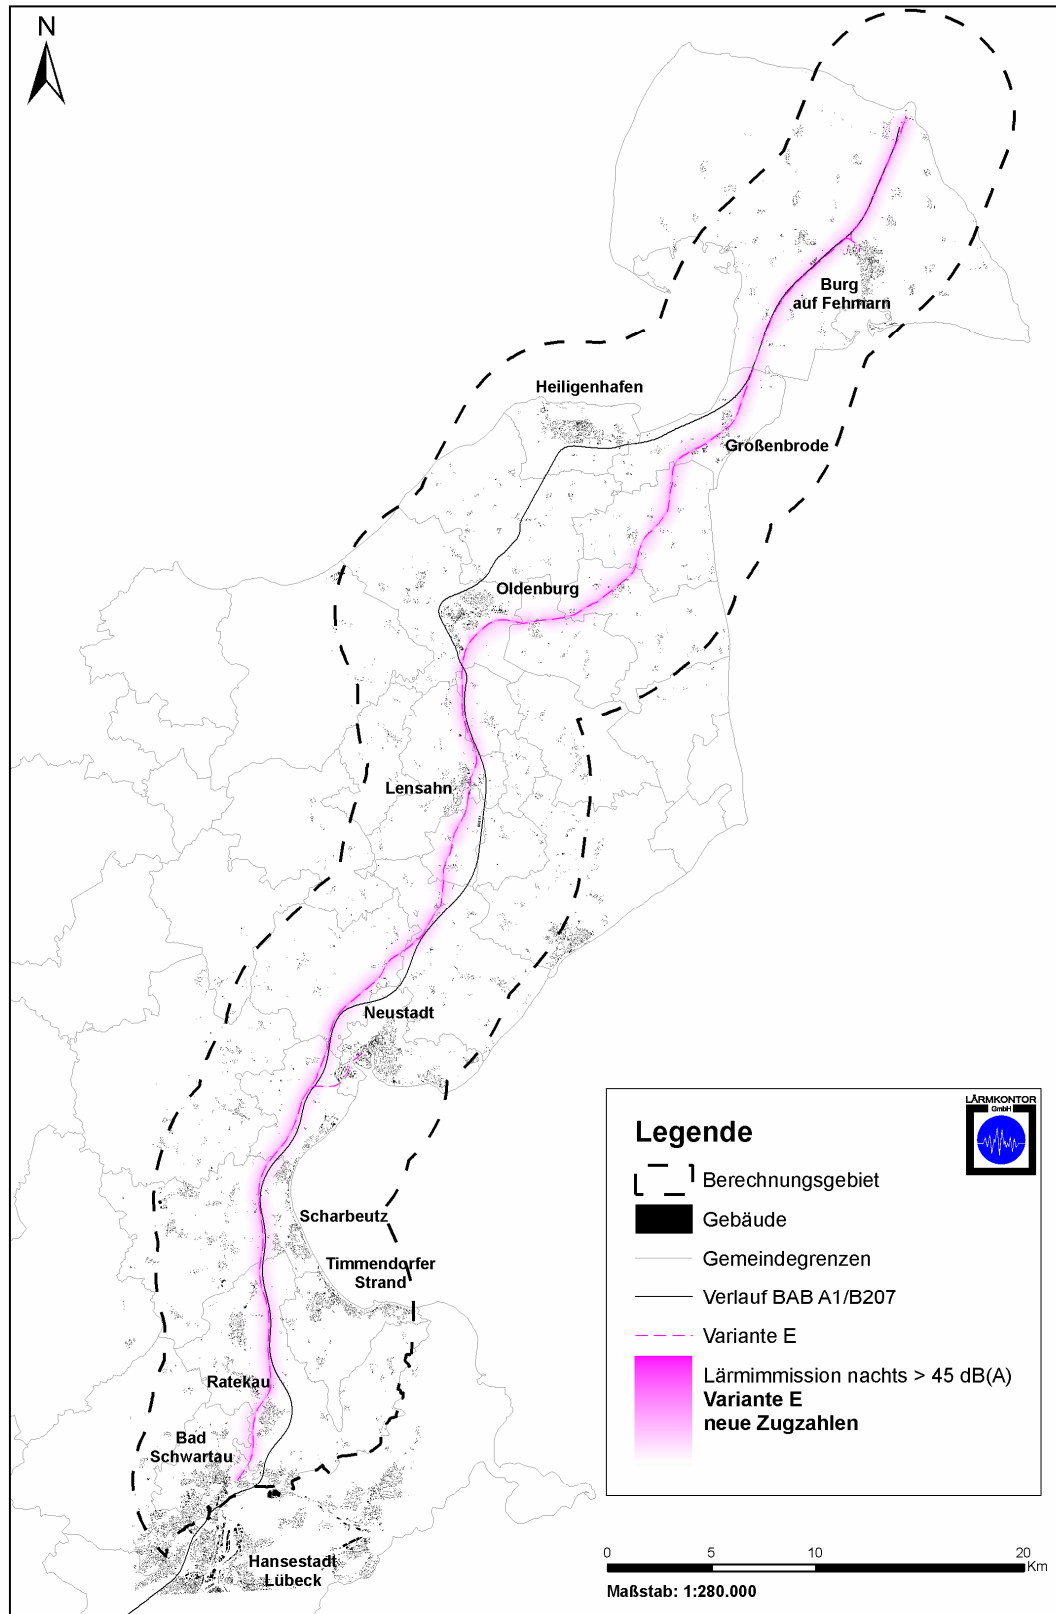 N
Burg
auf Fehmarn
Heiligenhafen
Großenbrode
Oldenburg
Lensahn
Neustadt
Scharbeutz
Timmendorfer
Strand
Ratekau
Bad
Schwartau
Hansestadt
Lübeck
LÄRMKONTOR
GmbH
Legende
Berechnungsgebiet
Gebäude
Gemeindegrenzen
Verlauf BAB A1/B207
Variante E
Lärmimmission nachts > 45 dB(A)
Variante E
neue Zugzahlen
0 5 10 20
Km
Maßstab: 1:280.000